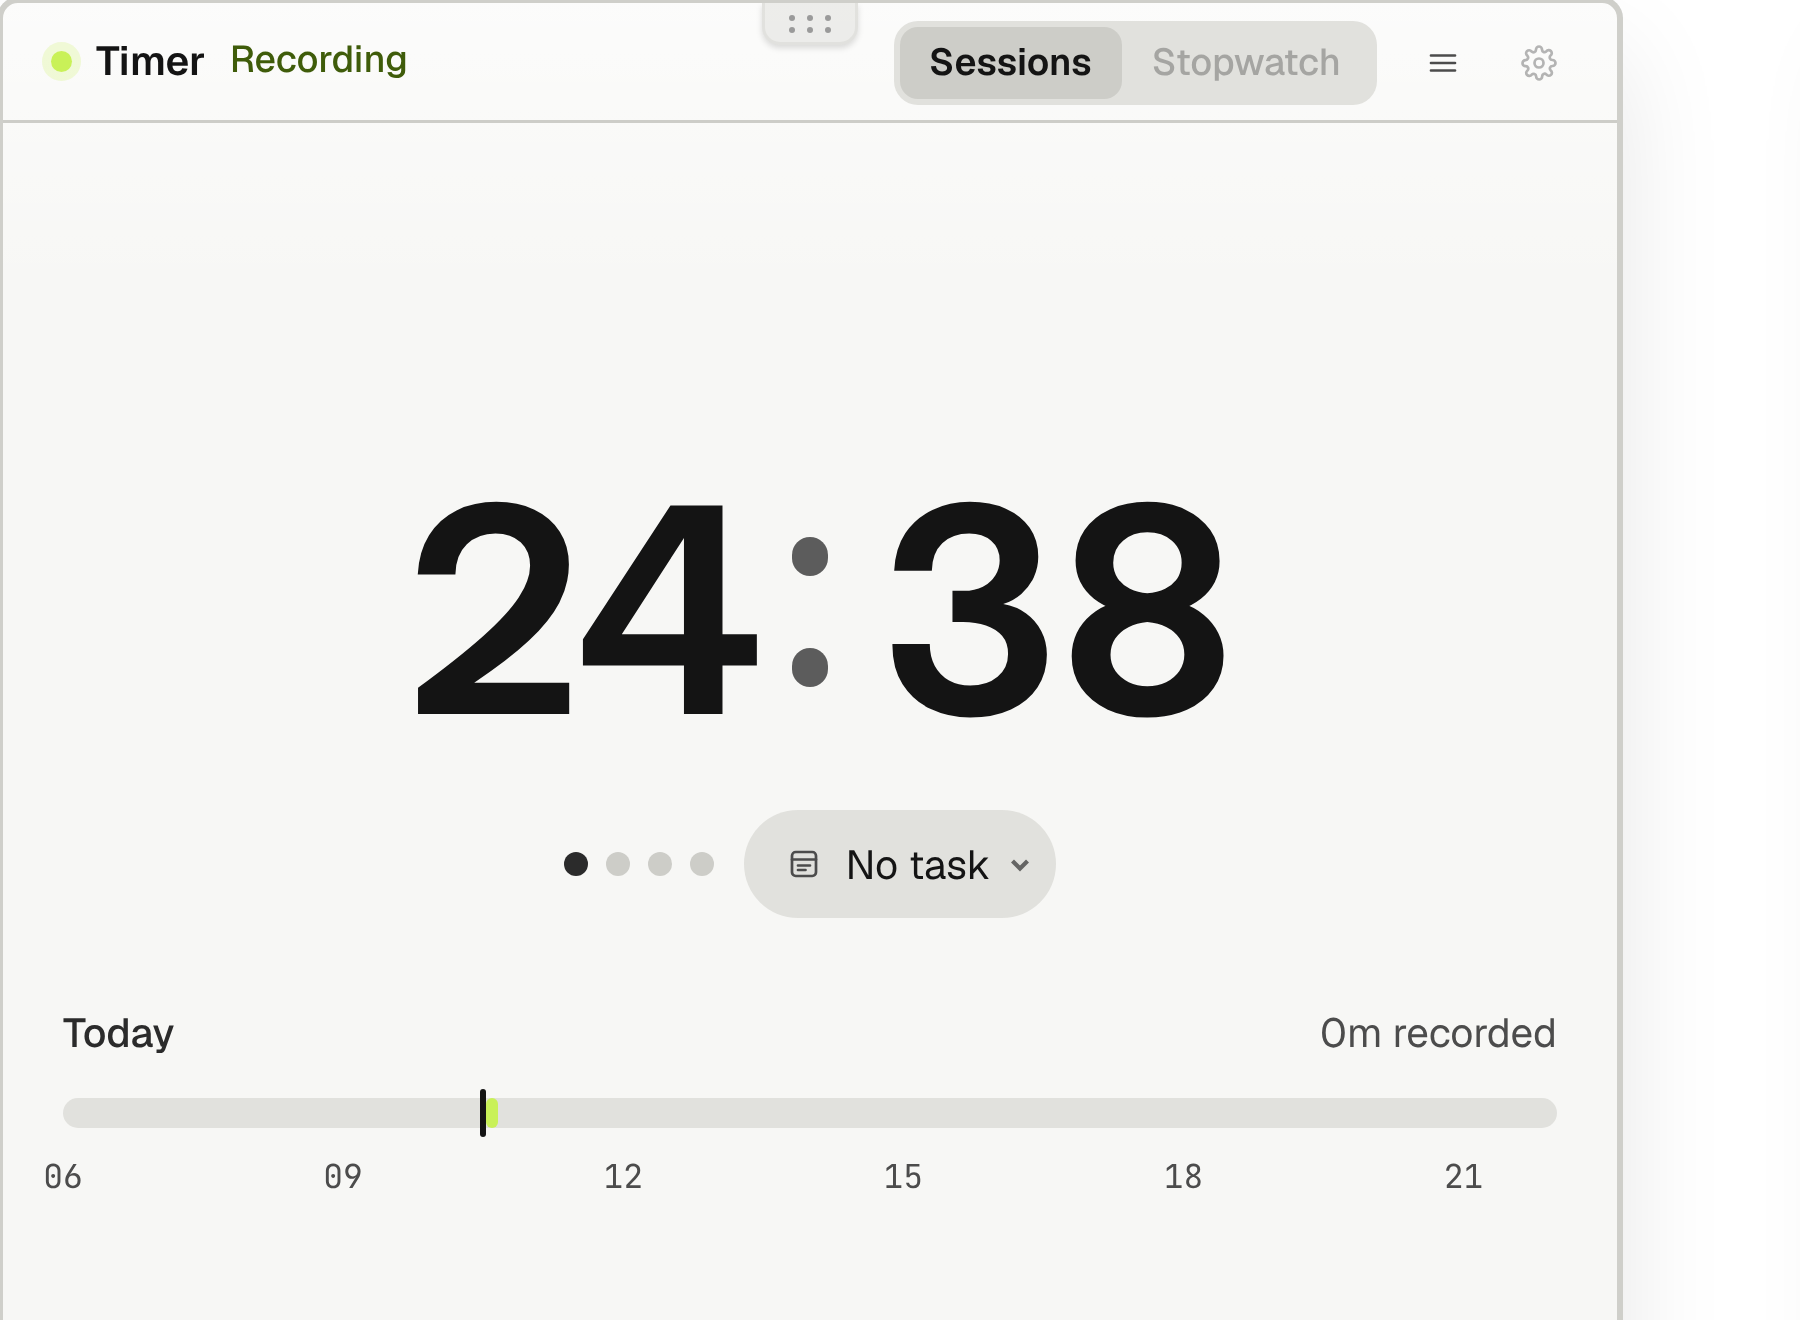 Timer Recording Sessions Stopwatch
24:38
No task
Today 0m recorded
06 09 12 15 18 21